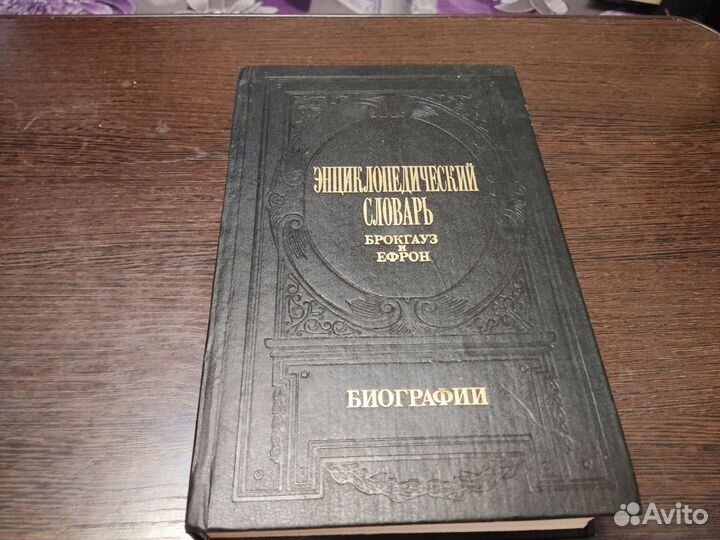 ЭНЦИКЛОПЕДИЧЕСКИЙ
СЛОВАРЬ
БРОКГАУЗ
И
ЕФРОН
БИОГРАФИИ
Avito